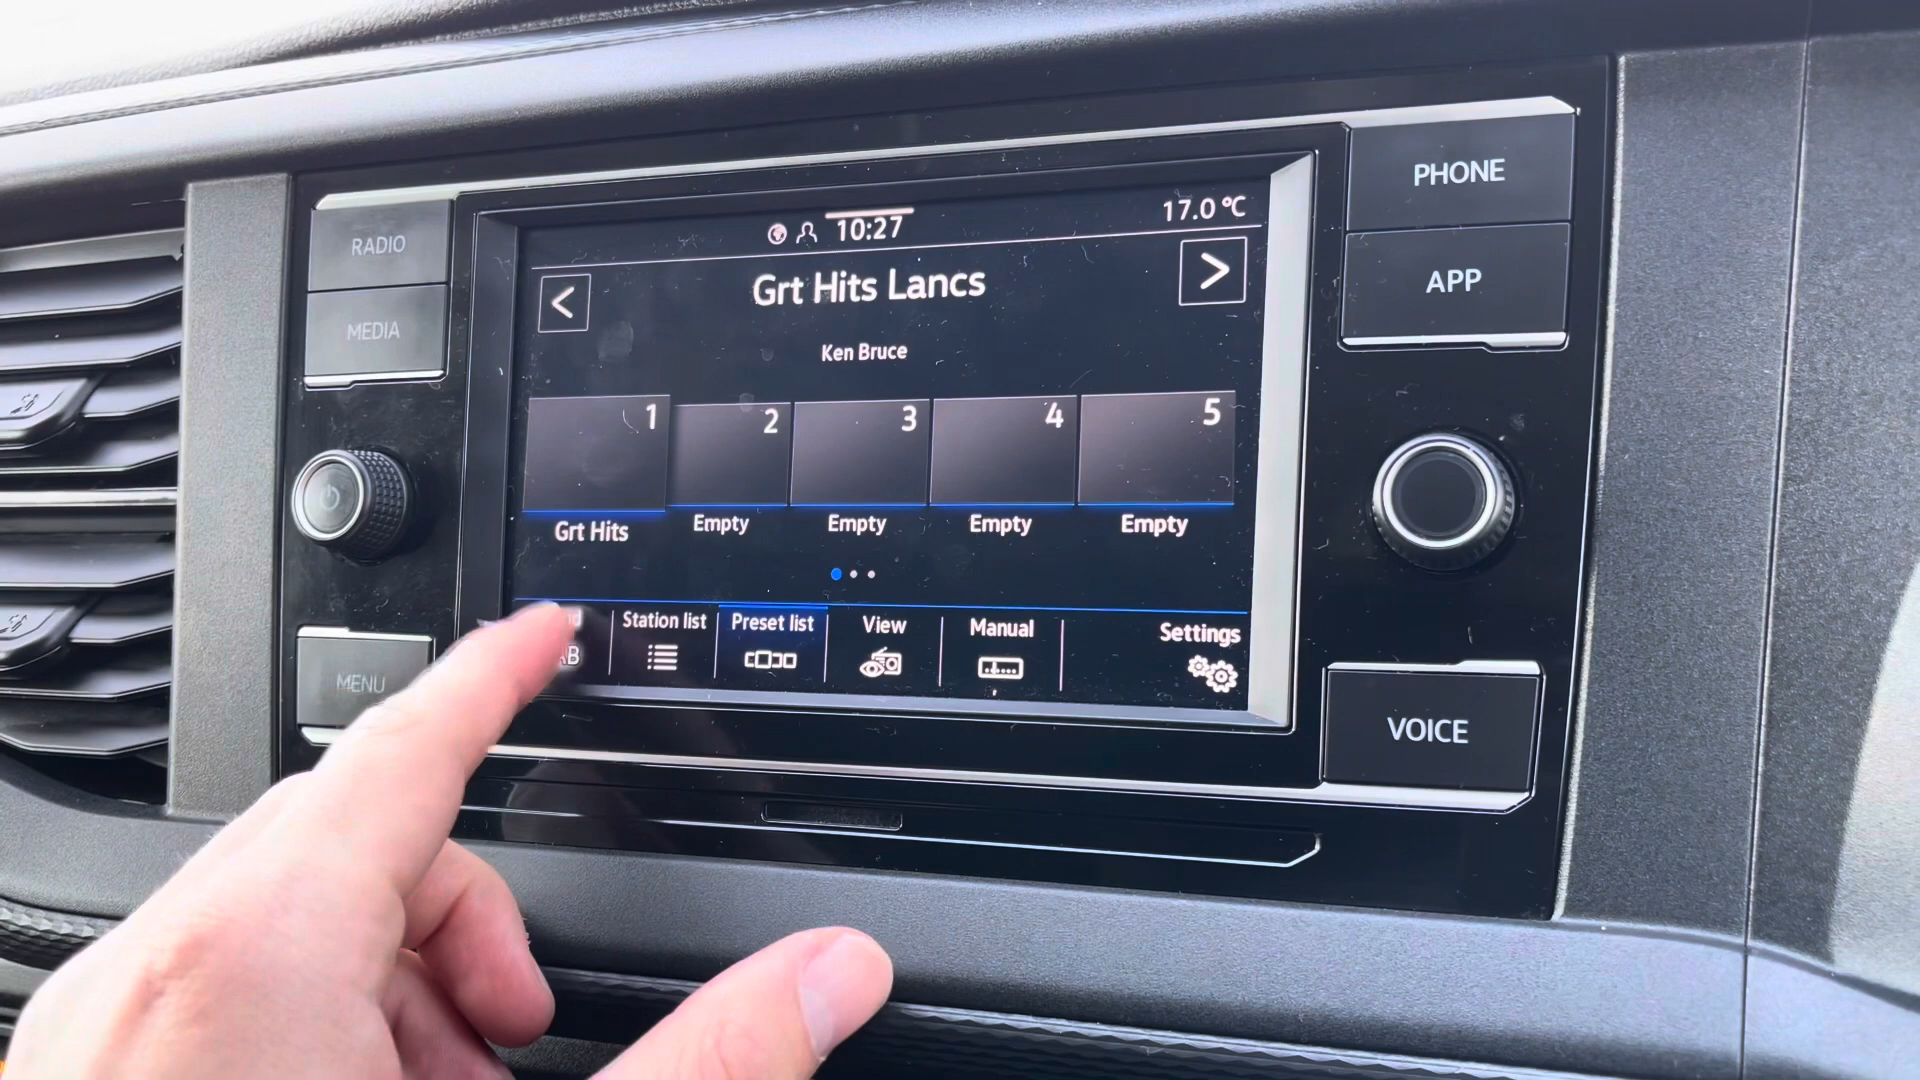 RADIO
MEDIA
MENU
10:27
17.0 °C
<
Grt Hits Lancs
>
Ken Bruce
1
2
3
4
5
Grt Hits
Empty
Empty
Empty
Empty
Station list
Preset list
View
Manual
Settings
PHONE
APP
VOICE